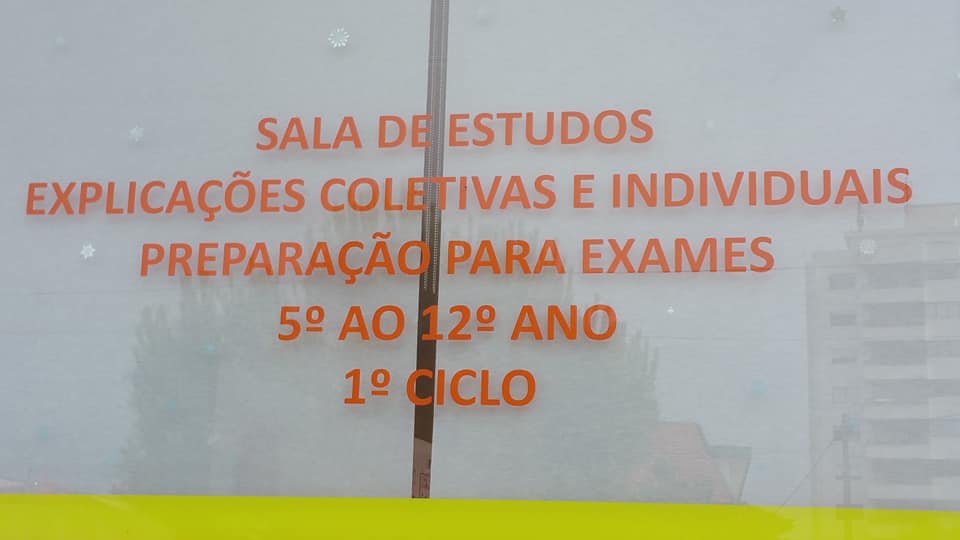 SALA DE ESTUDOS
EXPLICAÇÕES COLETIVAS E INDIVIDUAIS
PREPARAÇÃO PARA EXAMES
5º AO 12º ANO
1º CICLO